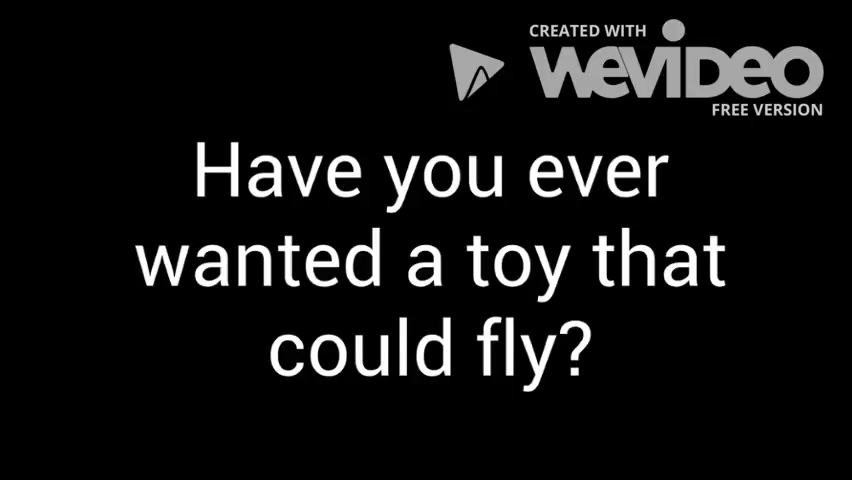 CREATED WITH
WEVIDEO
FREE VERSION
Have you ever
wanted a toy that
could fly?